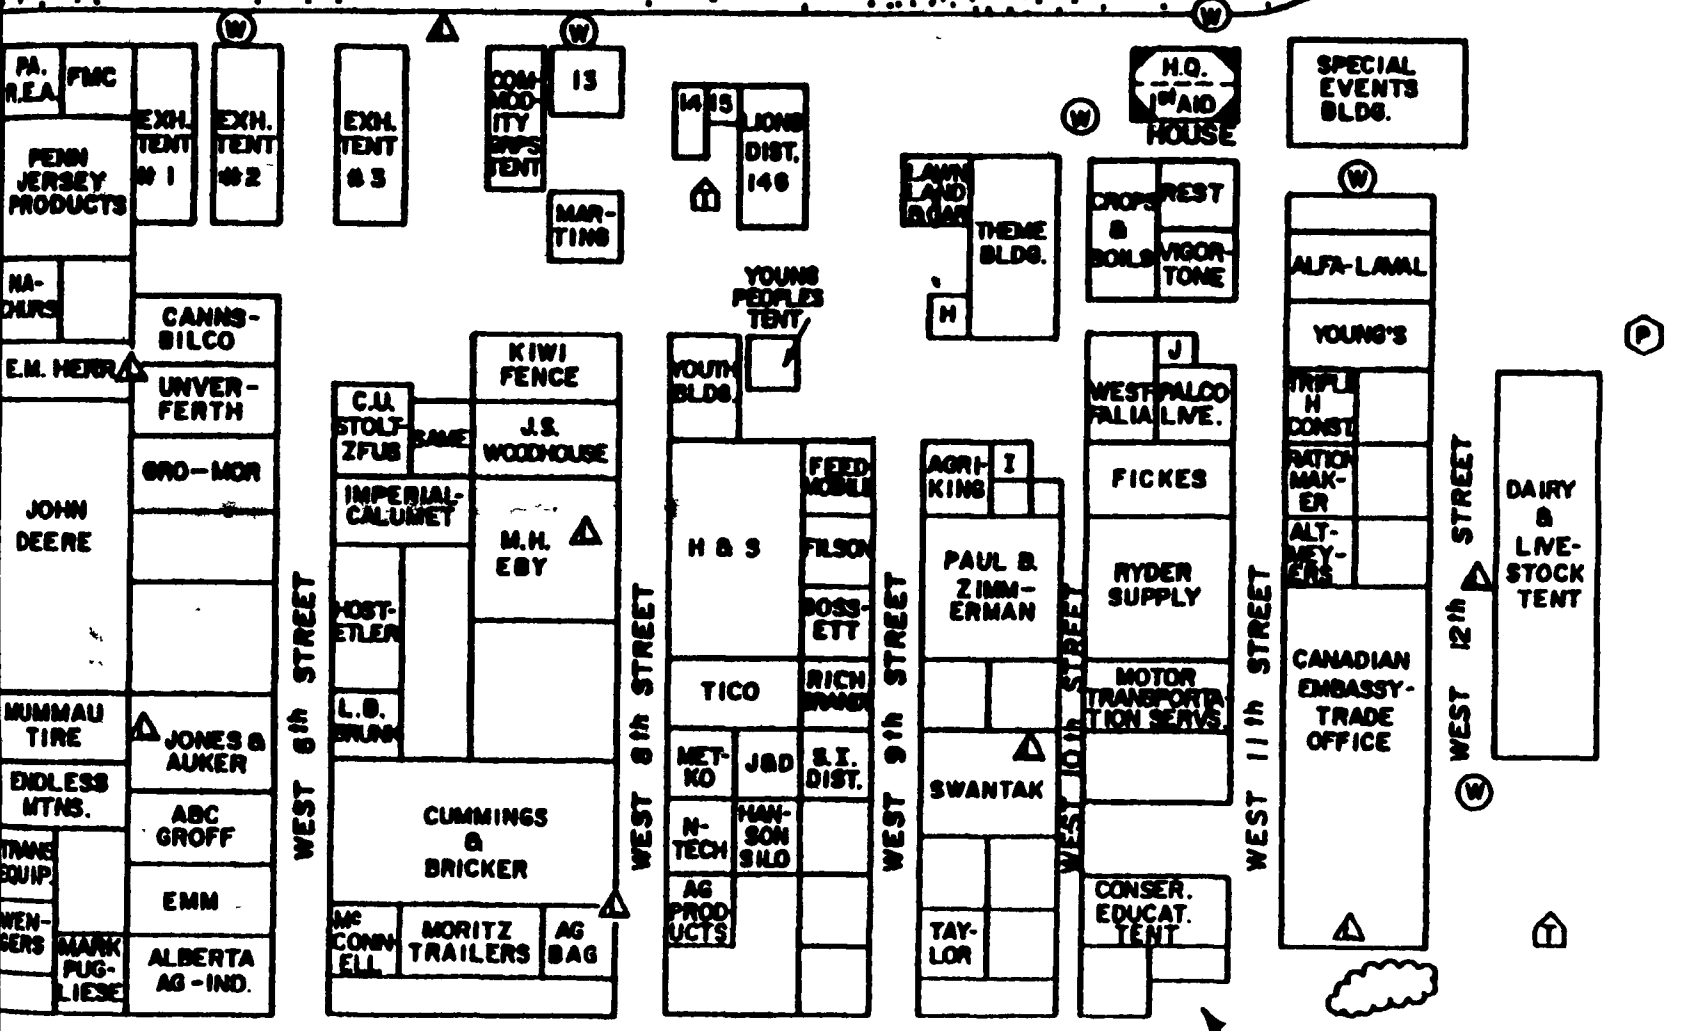 W
W
W
PA.
R.E.A.
FMC
EXH.
TENT
# 1
EXH.
TENT
#2
EXH.
TENT
# 3
COM-
MOD-
ITY
TENT
13
14
15
LIONS
DIST.
146
H.Q.
1st AID
HOUSE
SPECIAL
EVENTS
BLDG.
W
W
PENN
JERSEY
PRODUCTS
MAR-
TING
T
LAWN
LAND
THEME
BLDG.
H
CROPS
&
SOILS
REST
VIGOR-
TONE
ALFA-LAVAL
YOUNG'S
P
NA-
CHURS
CANNS-
BILCO
YOUNG
PEOPLES
TENT
E.M. HERR
UNVER-
FERTH
KIWI
FENCE
YOUTH
BLDG.
J
WEST
FALIA
PALCO
LIVE.
TRIPLE
H
CONST.
C.U.
STOLT-
ZFUS
SAME
J.S.
WOODHOUSE
GRO-MOR
IMPERIAL-
CALUMET
FEED
MOBILE
AGRI-
KING
I
FICKES
RATION
MAK-
ER
DAIRY
&
LIVE-
STOCK
TENT
JOHN
DEERE
M.H.
EBY
H & S
FILSON
PAUL B.
ZIMM-
ERMAN
RYDER
SUPPLY
ALT-
MEY-
ERS
HOST-
ETLER
BOSS-
ETT
WEST 6th STREET
WEST 8th STREET
WEST 9th STREET
WEST 10th STREET
WEST 11th STREET
WEST 12th STREET
TICO
RICH
MOTOR
TRANSPORTA-
TION SERVS.
CANADIAN
EMBASSY-
TRADE
OFFICE
MUMMAU
TIRE
JONES &
AUKER
L.B.
BRUNN
MET-
KO
J&D
S.I.
DIST.
SWANTAK
W
ENDLESS
MTNS.
ABC
GROFF
CUMMINGS
&
BRICKER
N-
TECH
HAN-
SON
SILO
TRANS
EQUIP.
EMM
AG
PROD-
UCTS
CONSER.
EDUCAT.
TENT
WEN-
GERS
MARK
PUG-
LIESE
ALBERTA
AG-IND.
Mc
CONN-
ELL
MORITZ
TRAILERS
AG
BAG
TAY-
LOR
T